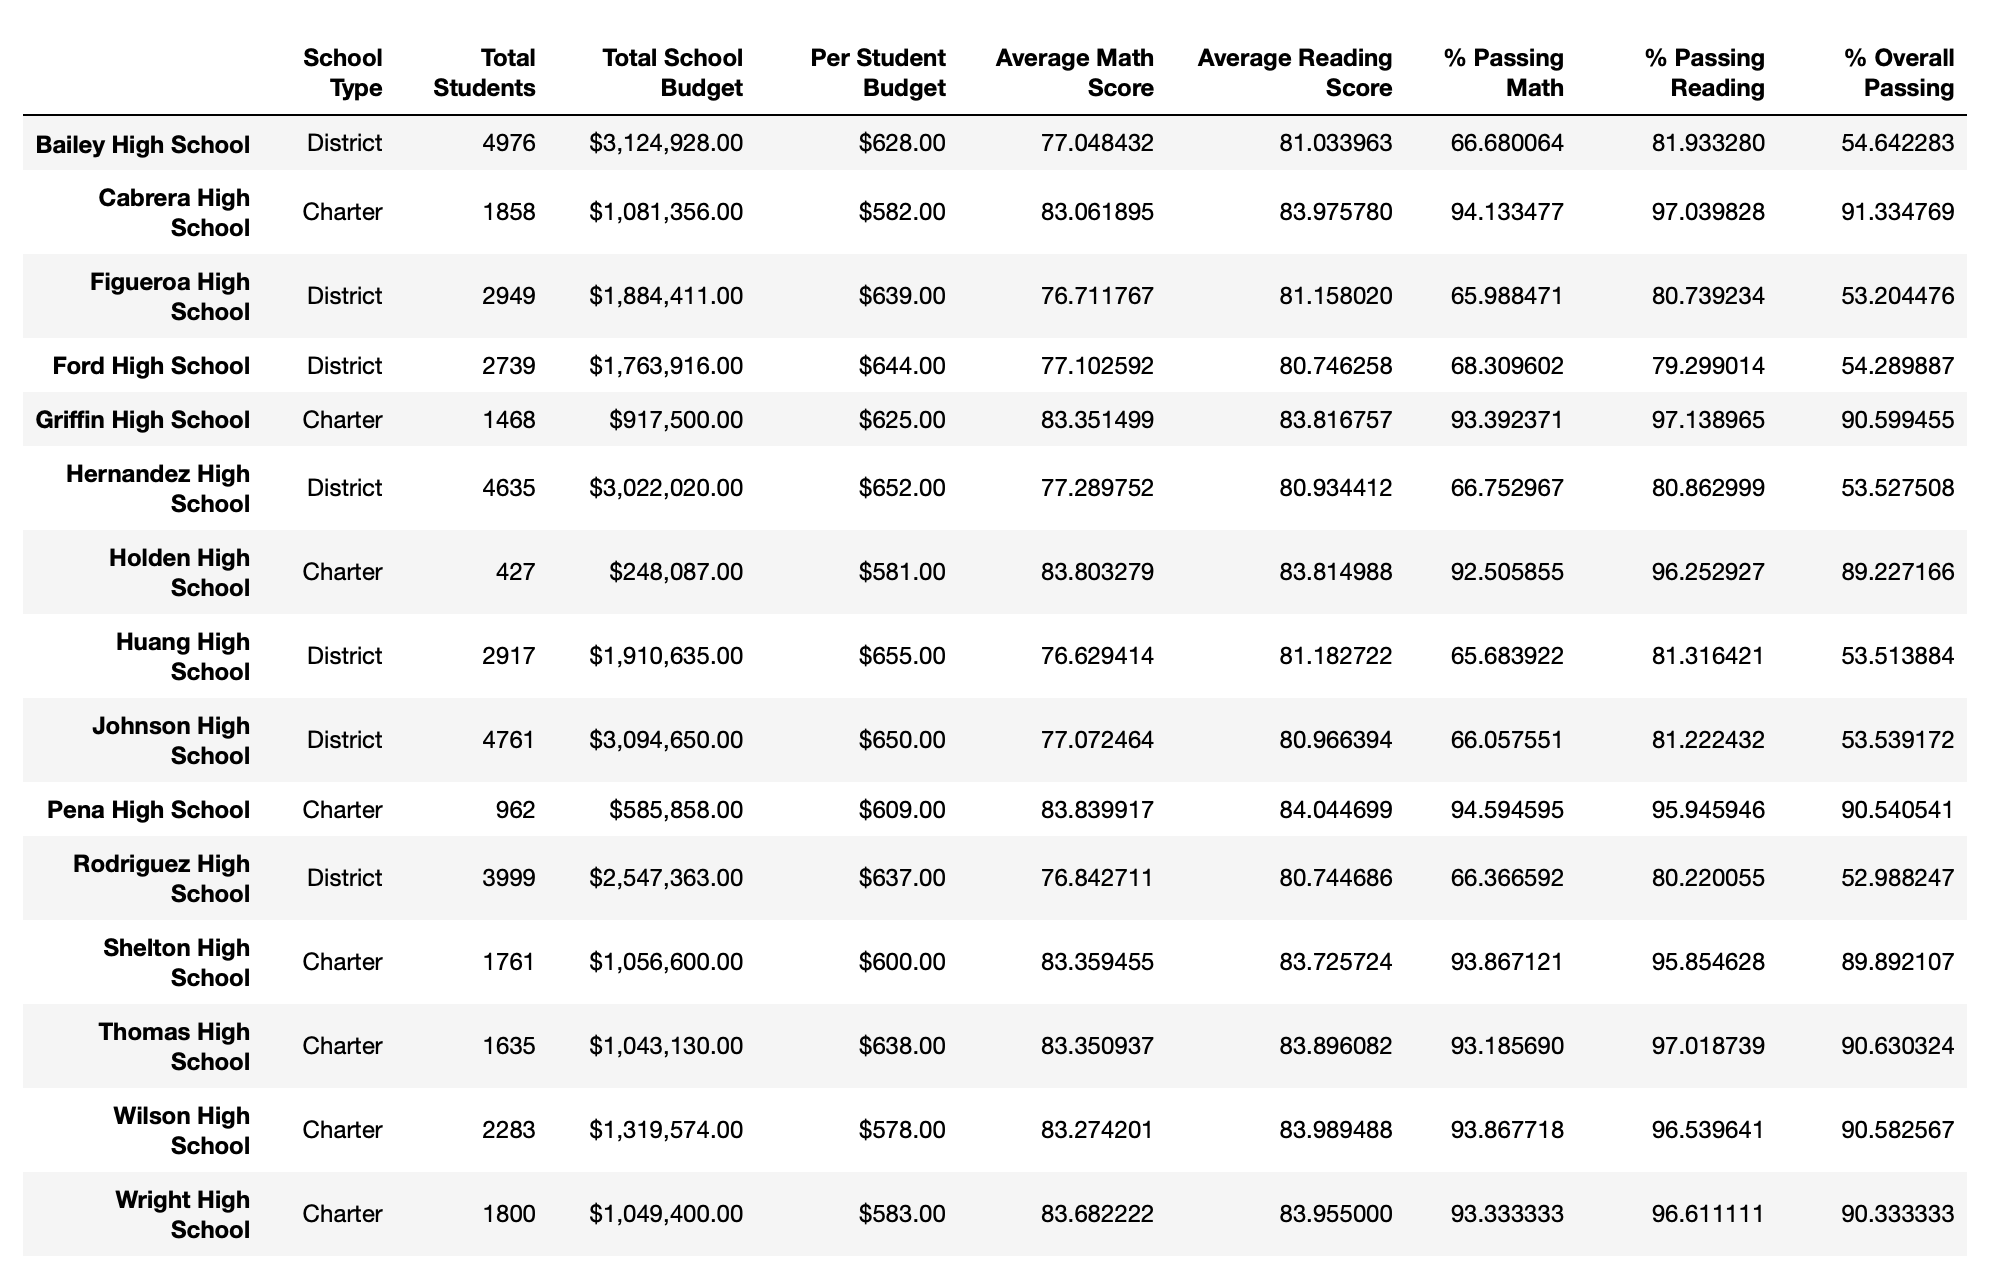 School Type Total Students Total School Budget Per Student Budget Average Math Score Average Reading Score % Passing Math % Passing Reading % Overall Passing
Bailey High School District 4976 $3,124,928.00 $628.00 77.048432 81.033963 66.680064 81.933280 54.642283
Cabrera High School Charter 1858 $1,081,356.00 $582.00 83.061895 83.975780 94.133477 97.039828 91.334769
Figueroa High School District 2949 $1,884,411.00 $639.00 76.711767 81.158020 65.988471 80.739234 53.204476
Ford High School District 2739 $1,763,916.00 $644.00 77.102592 80.746258 68.309602 79.299014 54.289887
Griffin High School Charter 1468 $917,500.00 $625.00 83.351499 83.816757 93.392371 97.138965 90.599455
Hernandez High School District 4635 $3,022,020.00 $652.00 77.289752 80.934412 66.752967 80.862999 53.527508
Holden High School Charter 427 $248,087.00 $581.00 83.803279 83.814988 92.505855 96.252927 89.227166
Huang High School District 2917 $1,910,635.00 $655.00 76.629414 81.182722 65.683922 81.316421 53.513884
Johnson High School District 4761 $3,094,650.00 $650.00 77.072464 80.966394 66.057551 81.222432 53.539172
Pena High School Charter 962 $585,858.00 $609.00 83.839917 84.044699 94.594595 95.945946 90.540541
Rodriguez High School District 3999 $2,547,363.00 $637.00 76.842711 80.744686 66.366592 80.220055 52.988247
Shelton High School Charter 1761 $1,056,600.00 $600.00 83.359455 83.725724 93.867121 95.854628 89.892107
Thomas High School Charter 1635 $1,043,130.00 $638.00 83.350937 83.896082 93.185690 97.018739 90.630324
Wilson High School Charter 2283 $1,319,574.00 $578.00 83.274201 83.989488 93.867718 96.539641 90.582567
Wright High School Charter 1800 $1,049,400.00 $583.00 83.682222 83.955000 93.333333 96.611111 90.333333